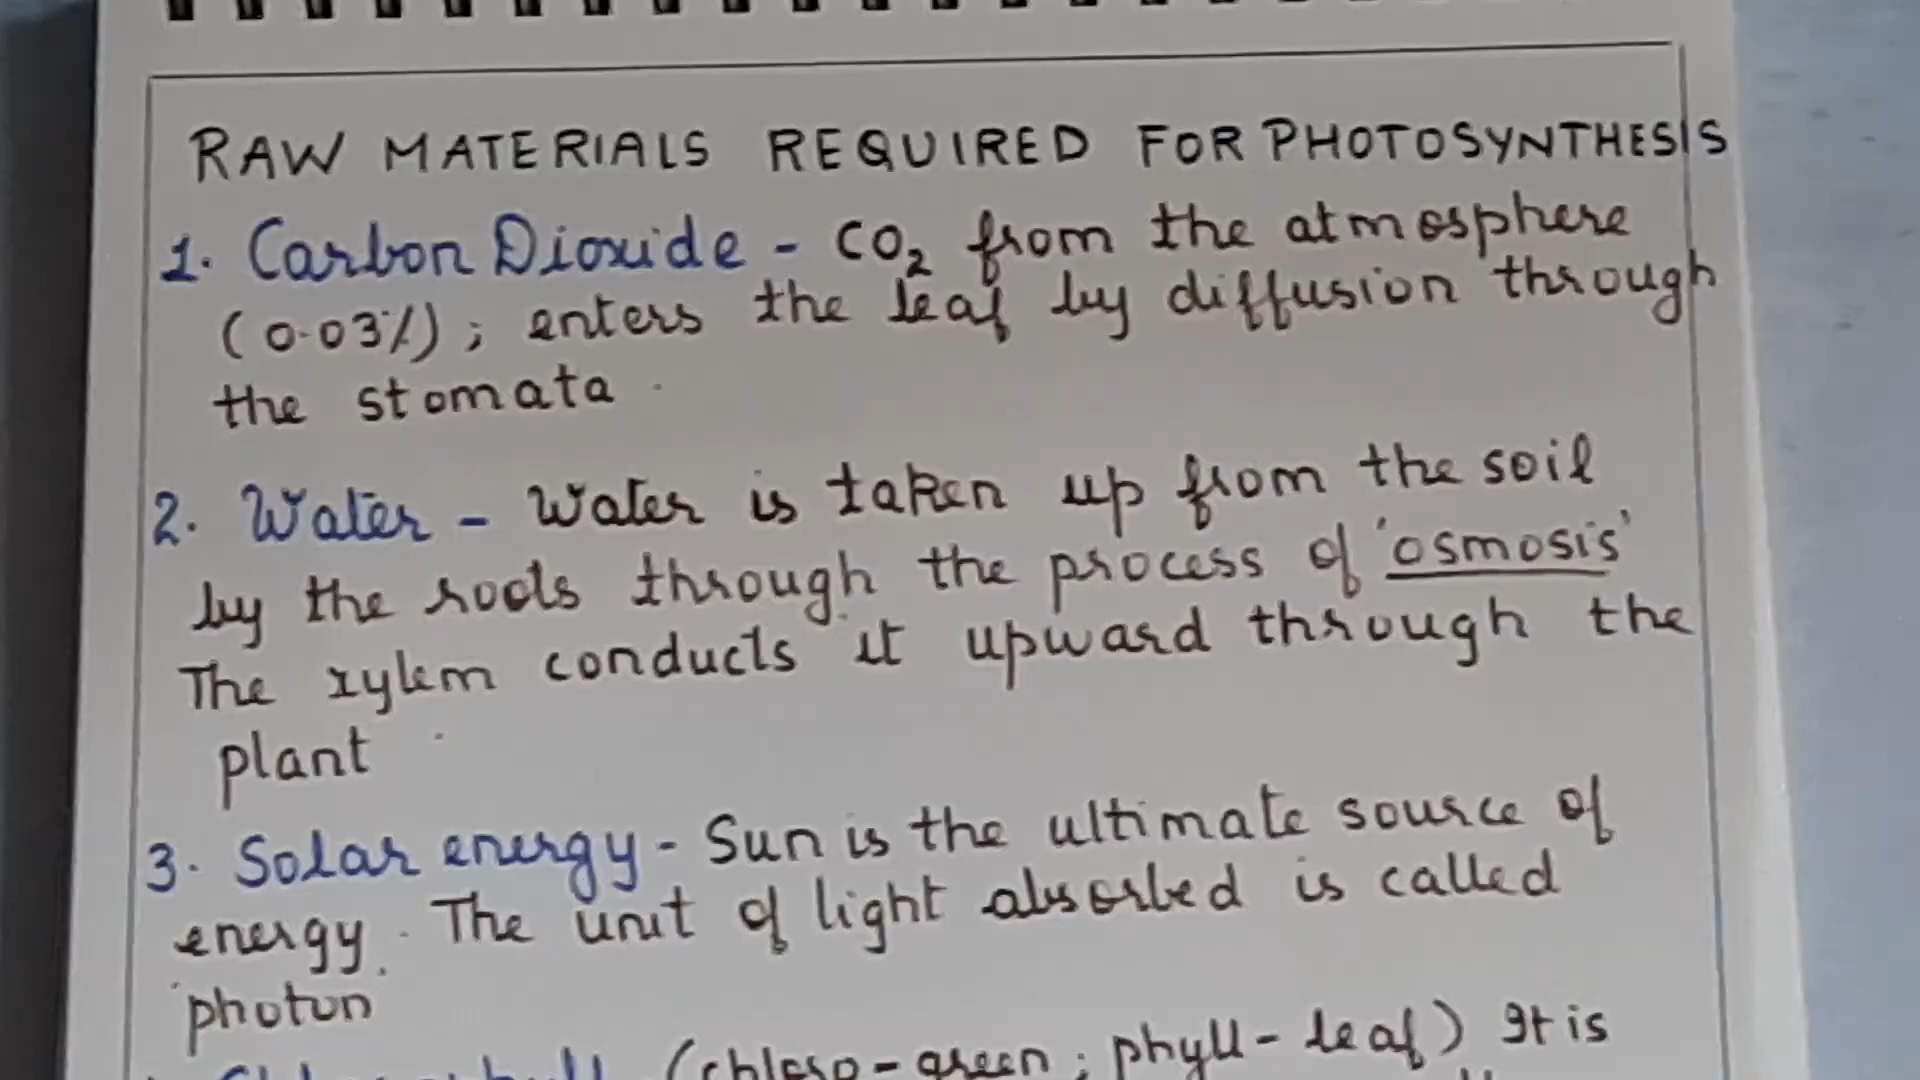 RAW MATERIALS REQUIRED FOR PHOTOSYNTHESIS
1. Carbon Dioxide - CO₂ from the atmosphere
(0.03%); enters the leaf by diffusion through
the stomata.
2. Water - Water is taken up from the soil
by the roots through the process of 'osmosis'
The xylem conducts it upward through the
plant.
3. Solar energy - Sun is the ultimate source of
energy. The unit of light absorbed is called
'photon'
(chloro-green; phyll-leaf) It is